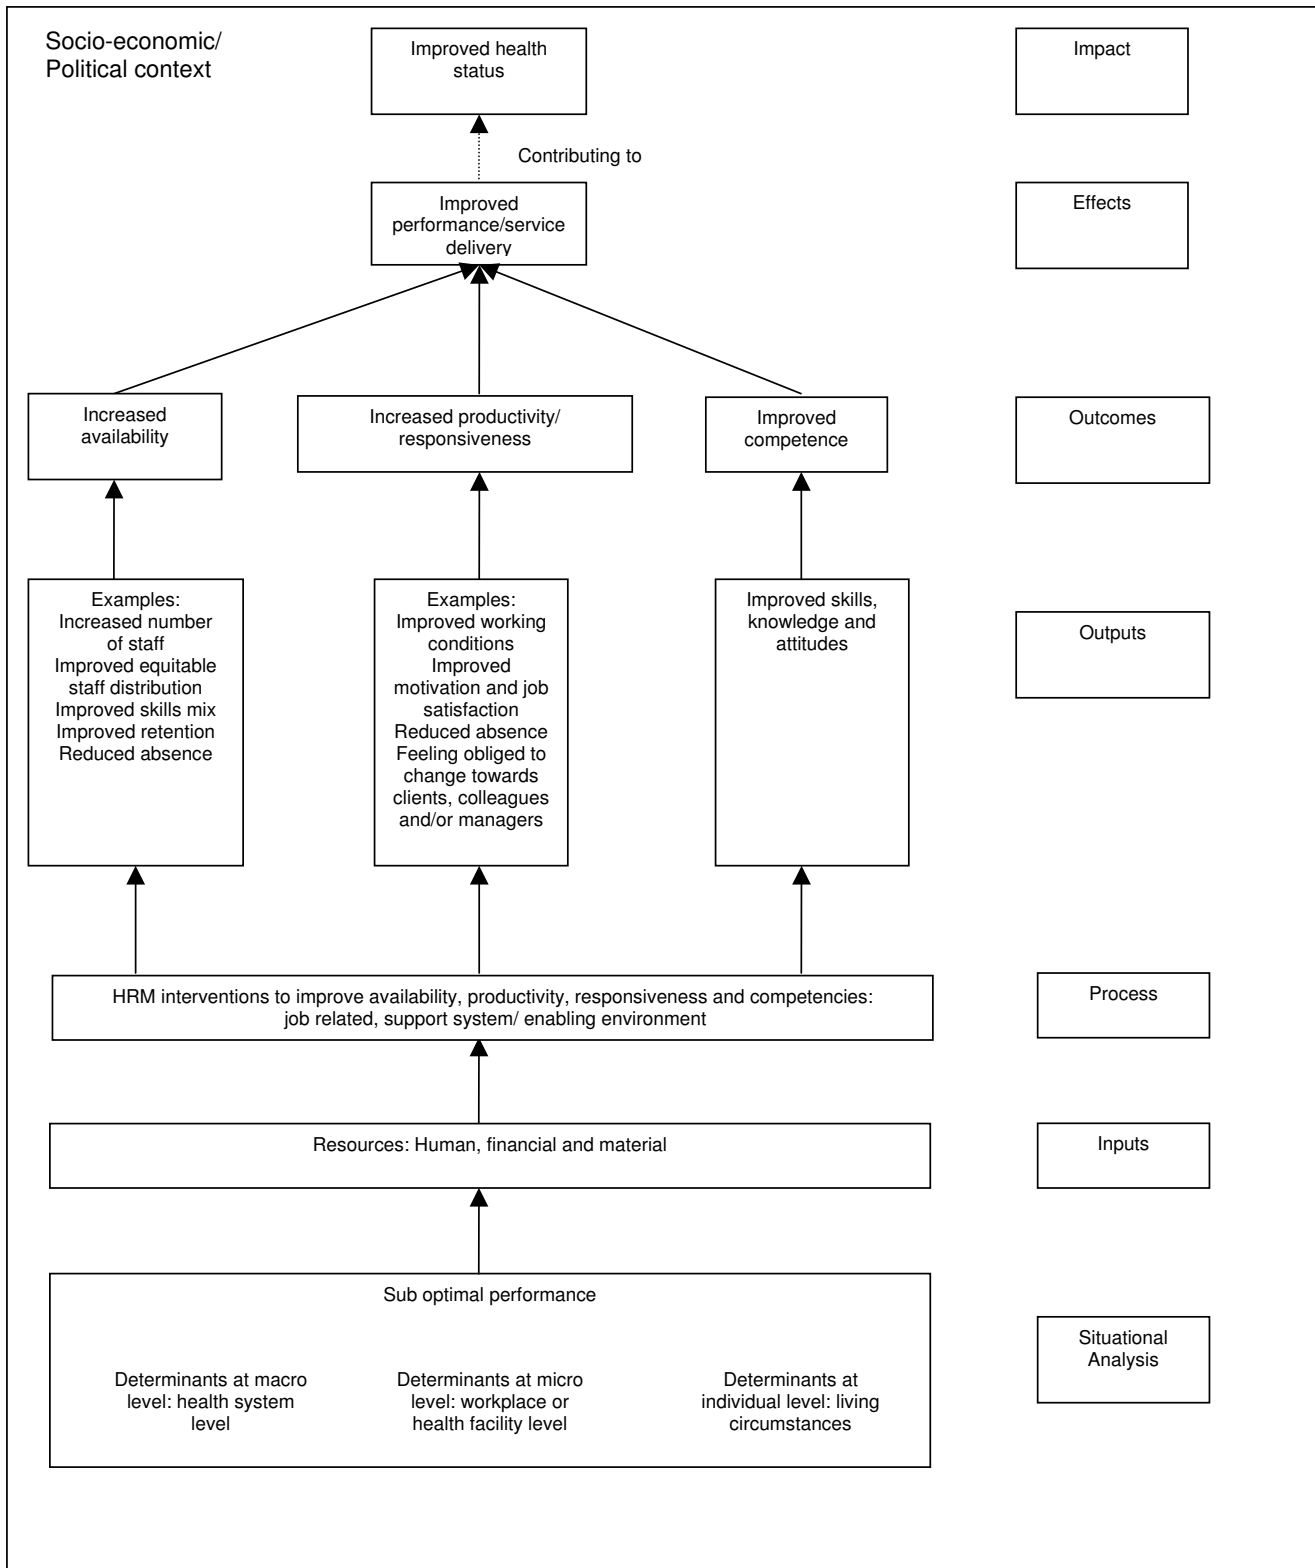 Socio-economic/
Political context
Improved health
status
Impact
Contributing to
Improved
performance/service
delivery
Effects
Increased
availability
Increased productivity/
responsiveness
Improved
competence
Outcomes
Examples:
Increased number
of staff
Improved equitable
staff distribution
Improved skills mix
Improved retention
Reduced absence
Examples:
Improved working
conditions
Improved
motivation and job
satisfaction
Reduced absence
Feeling obliged to
change towards
clients, colleagues
and/or managers
Improved skills,
knowledge and
attitudes
Outputs
HRM interventions to improve availability, productivity, responsiveness and competencies:
job related, support system/ enabling environment
Process
Resources: Human, financial and material
Inputs
Sub optimal performance
Determinants at macro
level: health system
level
Determinants at micro
level: workplace or
health facility level
Determinants at
individual level: living
circumstances
Situational
Analysis